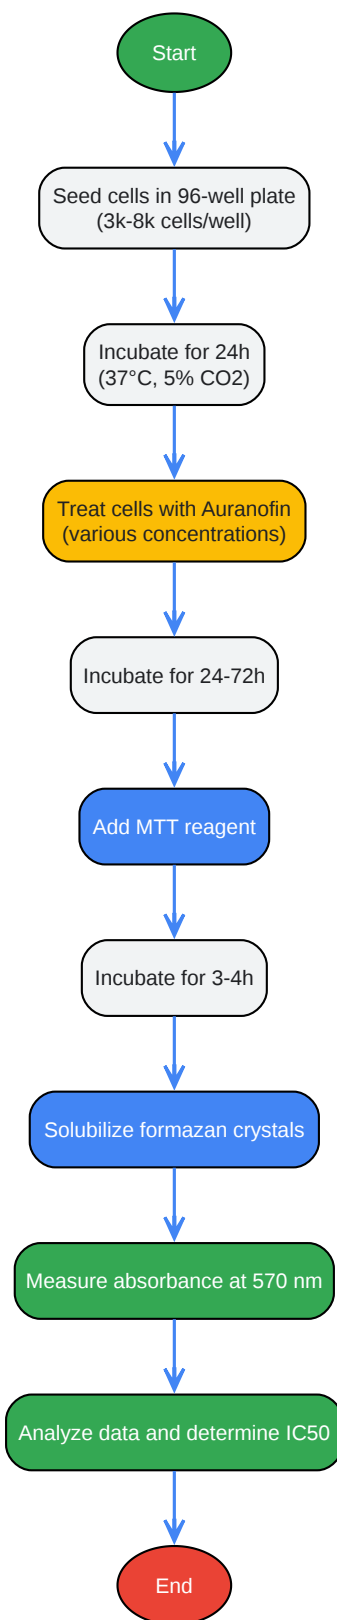 Start
Seed cells in 96-well plate
(3k-8k cells/well)
Incubate for 24h
(37°C, 5% CO2)
Treat cells with Auranofin
(various concentrations)
Incubate for 24-72h
Add MTT reagent
Incubate for 3-4h
Solubilize formazan crystals
Measure absorbance at 570 nm
Analyze data and determine IC50
End